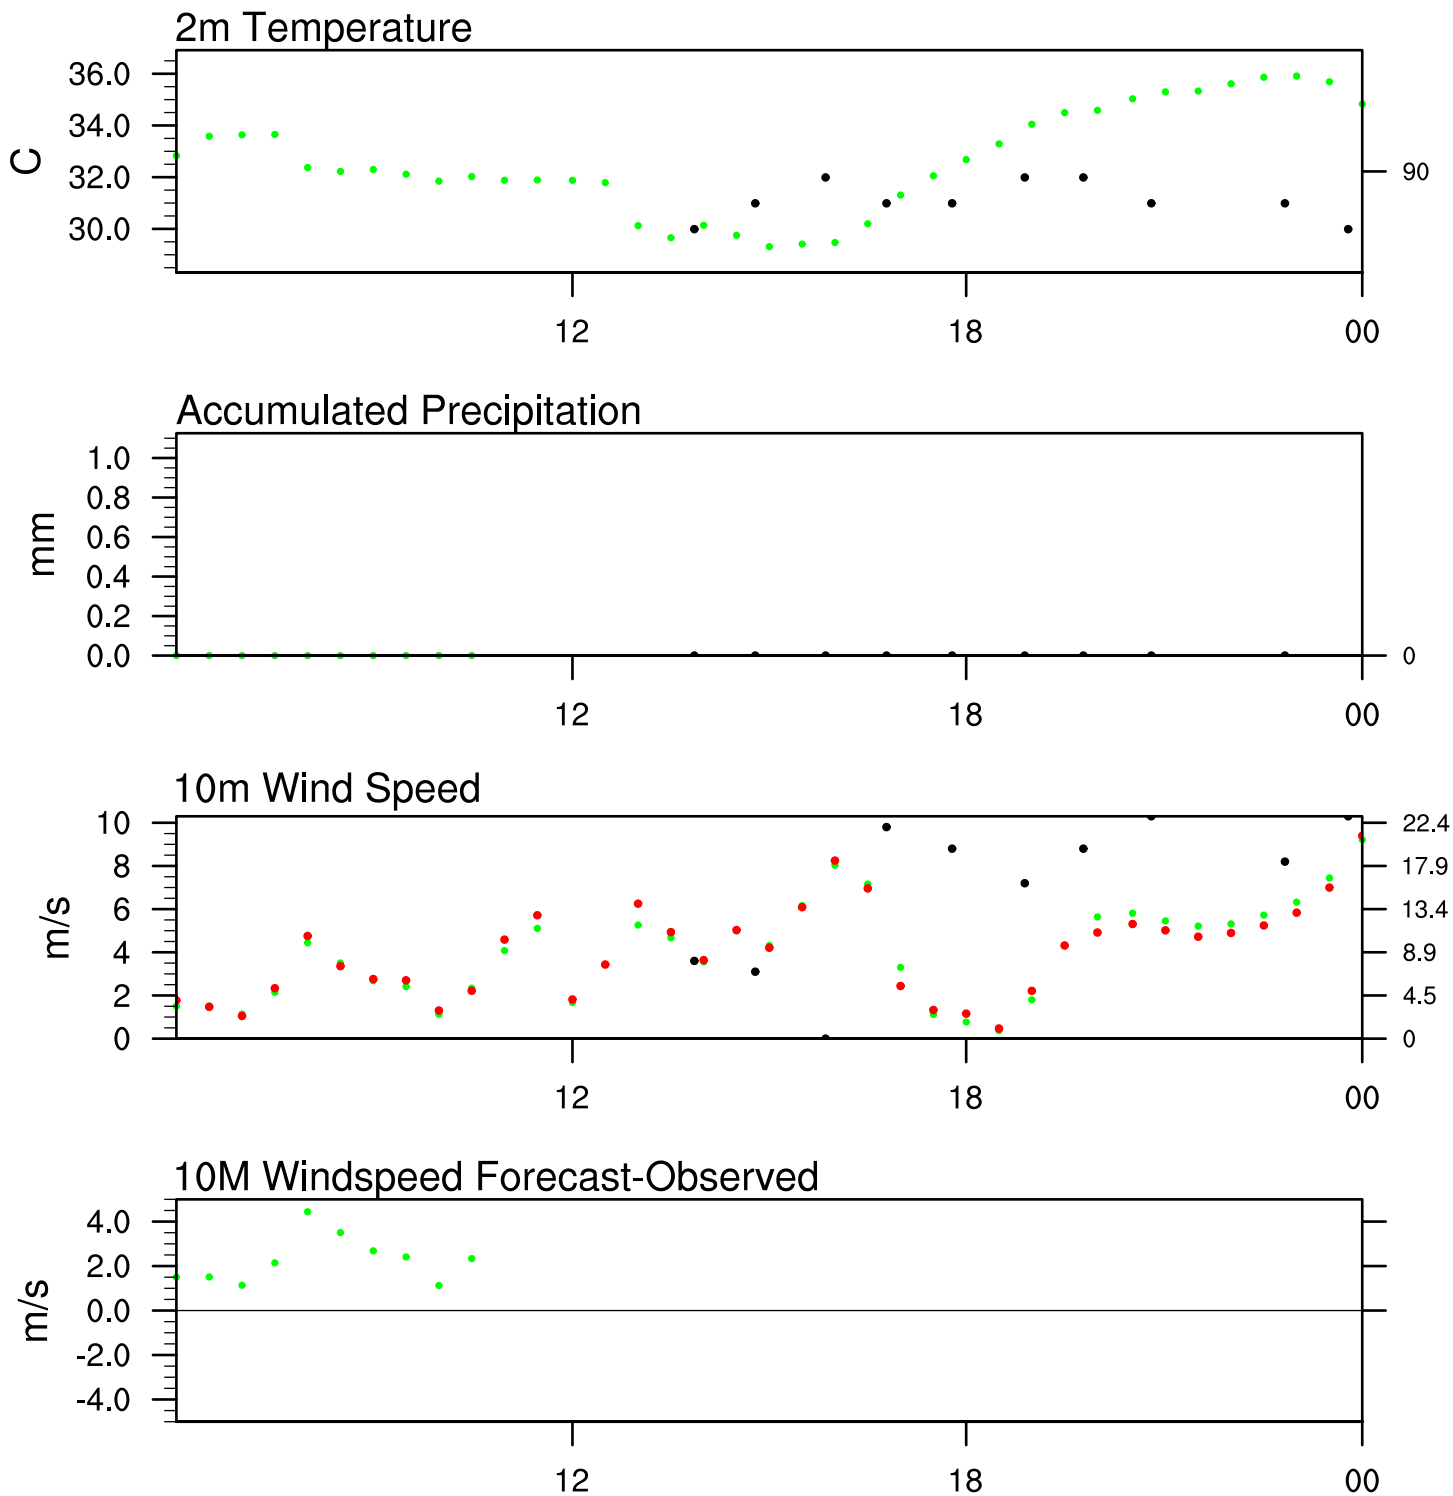 2m Temperature
36.0
34.0
C
32.0
90
30.0
12 18 00
Accumulated Precipitation
1.0
0.8
0.6
mm
0.4
0.2
0.0 0
12 18 00
10m Wind Speed
10 22.4
8 17.9
6 13.4
m/s
4 8.9
2 4.5
0 0
12 18 00
10M Windspeed Forecast-Observed
4.0
2.0
m/s
0.0
-2.0
-4.0
12 18 00